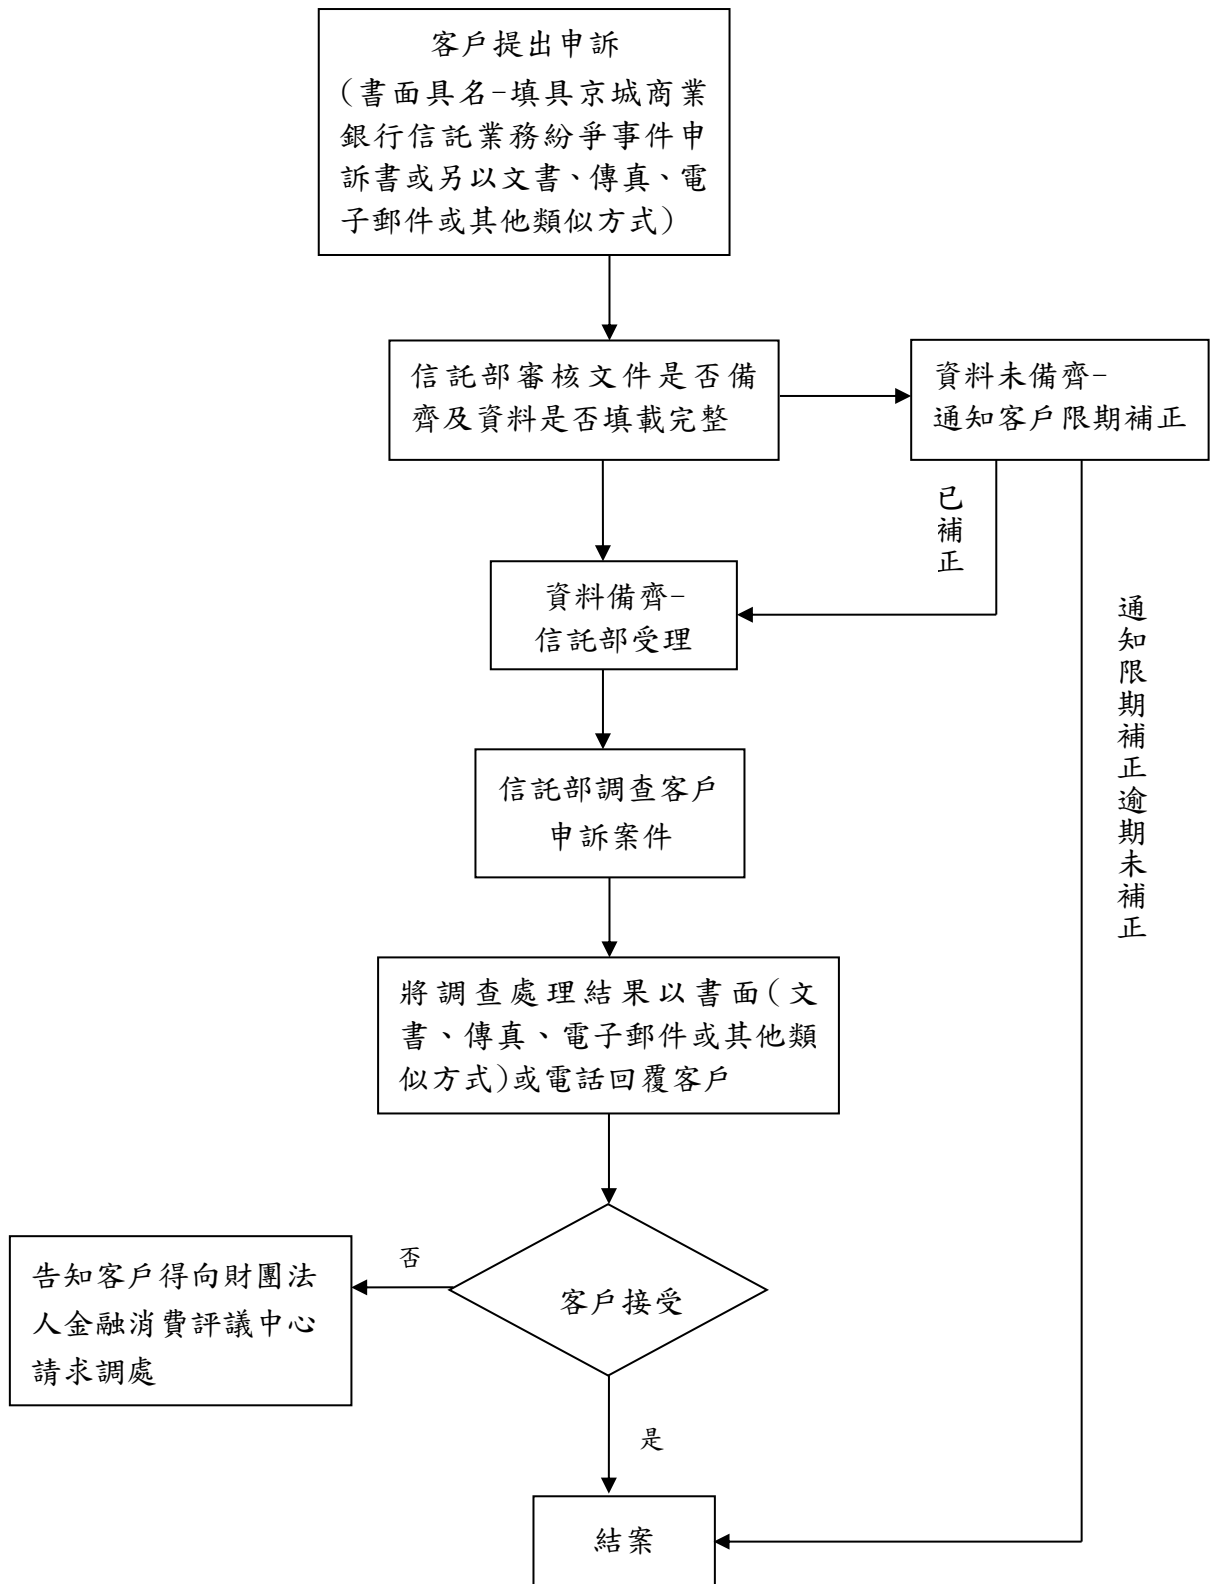 客戶提出申訴
(書面具名-填具京城商業
銀行信託業務紛爭事件申
訴書或另以文書、傳真、電
子郵件或其他類似方式)
信託部審核文件是否備
齊及資料是否填載完整
資料未備齊-
通知客戶限期補正
已補正
資料備齊-
信託部受理
通知限期補正逾期未補正
信託部調查客戶
申訴案件
將調查處理結果以書面(文
書、傳真、電子郵件或其他類
似方式)或電話回覆客戶
否
告知客戶得向財團法
人金融消費評議中心
請求調處
客戶接受
是
結案